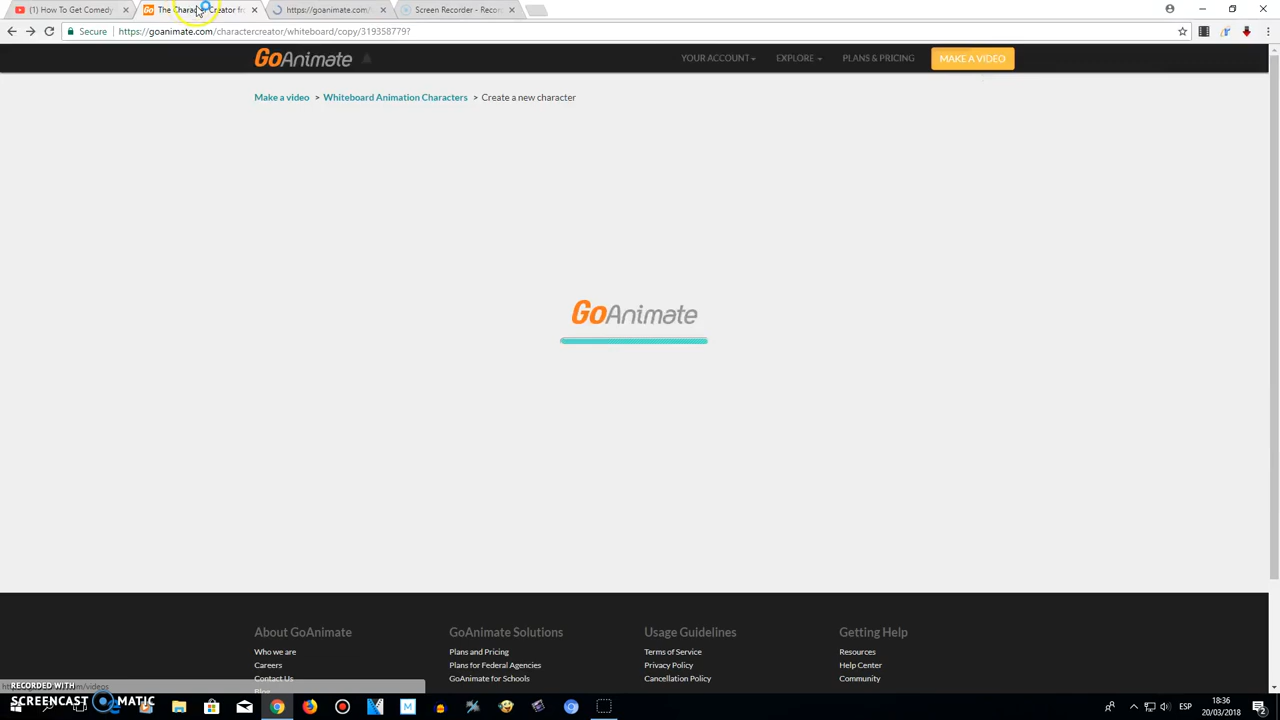 (1) How To Get Comedy
The Character Creator fr
https://goanimate.com/
Screen Recorder - Reco
Secure
https://goanimate.com/charactercreator/whiteboard/copy/319358779?
GoAnimate
YOUR ACCOUNT
EXPLORE
PLANS & PRICING
MAKE A VIDEO
Make a video > Whiteboard Animation Characters > Create a new character
GoAnimate
About GoAnimate
GoAnimate Solutions
Usage Guidelines
Getting Help
Who we are
Plans and Pricing
Terms of Service
Resources
Careers
Plans for Federal Agencies
Privacy Policy
Help Center
Contact Us
GoAnimate for Schools
Cancellation Policy
Community
Blog
RECORDED WITH
SCREENCAST MATIC
ESP
18:36
20/03/2018